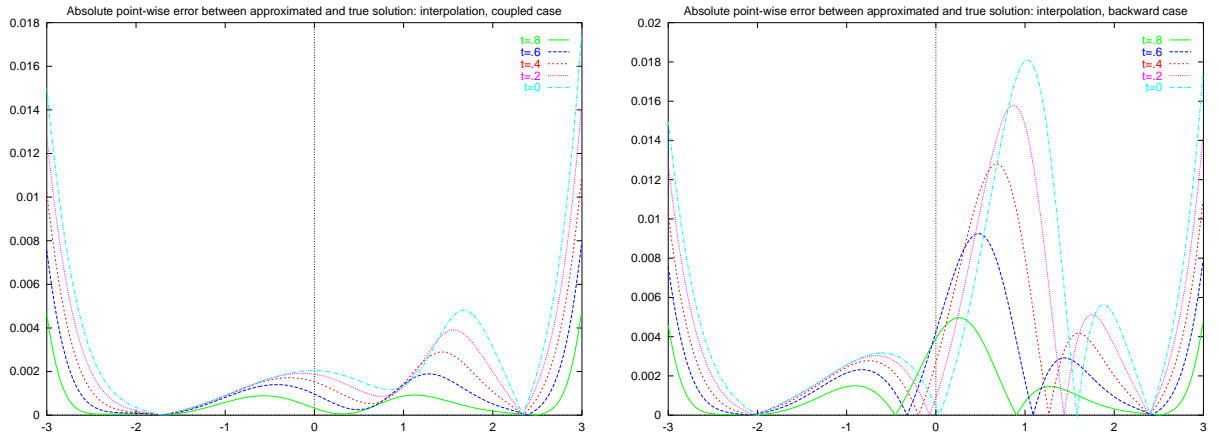 Absolute point-wise error between approximated and true solution: interpolation, coupled case
0.018
0.016
0.014
0.012
0.01
0.008
0.006
0.004
0.002
0
-3
-2
-1
0
1
2
3
t=.8
t=.6
t=.4
t=.2
t=0
Absolute point-wise error between approximated and true solution: interpolation, backward case
0.02
0.018
0.016
0.014
0.012
0.01
0.008
0.006
0.004
0.002
0
-3
-2
-1
0
1
2
3
t=.8
t=.6
t=.4
t=.2
t=0